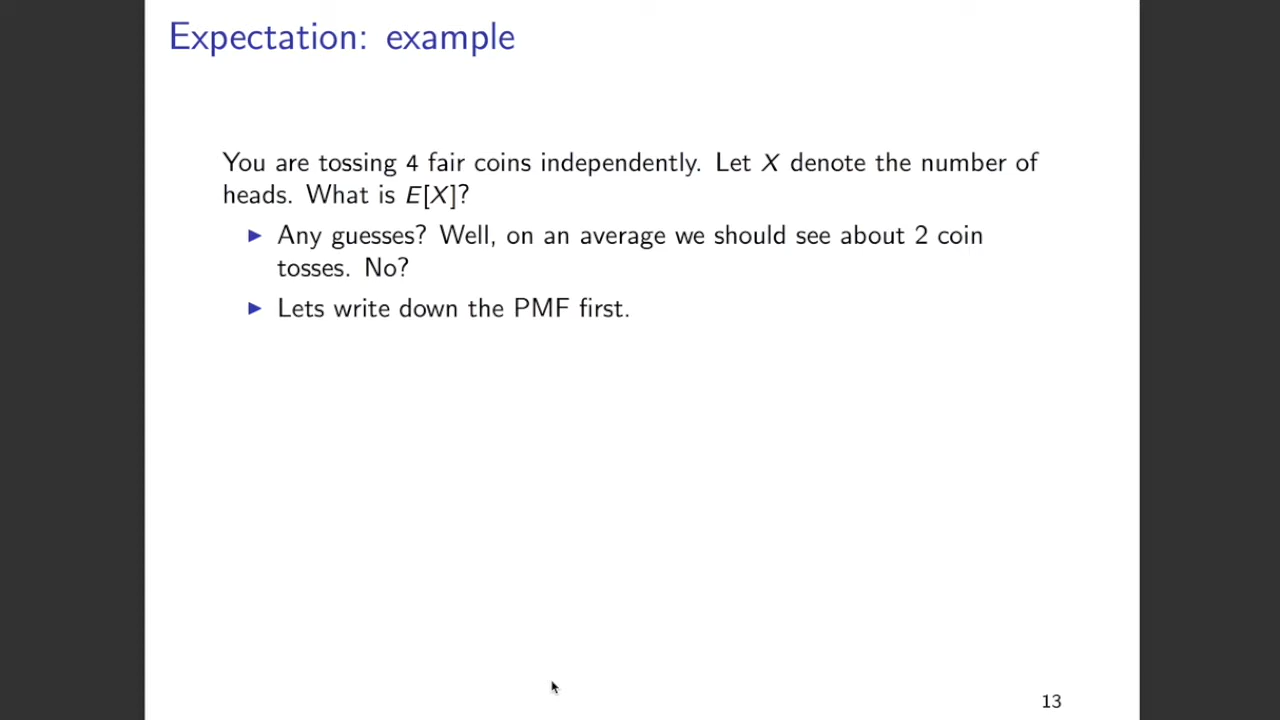 Expectation: example
You are tossing 4 fair coins independently. Let X denote the number of
heads. What is E[X]?
▶ Any guesses? Well, on an average we should see about 2 coin
tosses. No?
▶ Lets write down the PMF first.
13